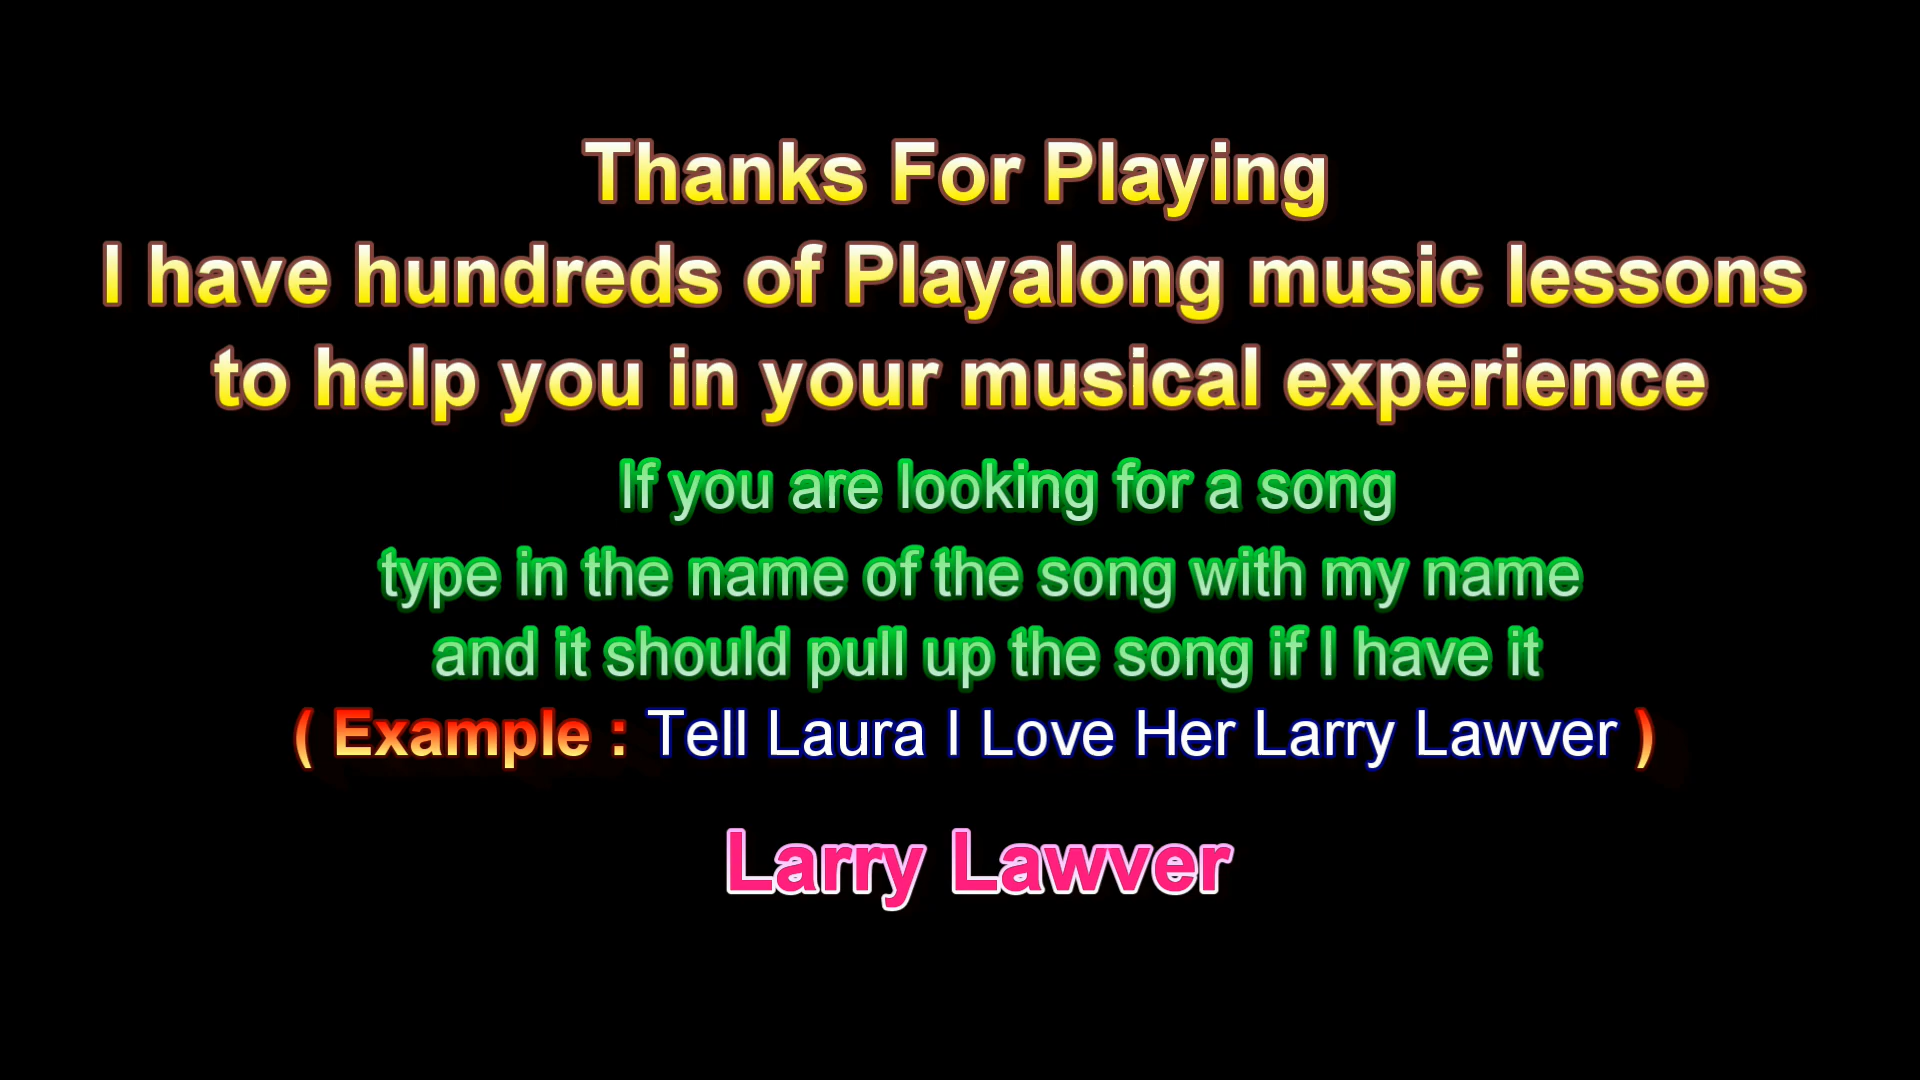 Thanks For Playing
I have hundreds of Playalong music lessons
to help you in your musical experience
If you are looking for a song
type in the name of the song with my name
and it should pull up the song if I have it
( Example : Tell Laura I Love Her Larry Lawver )
Larry Lawver